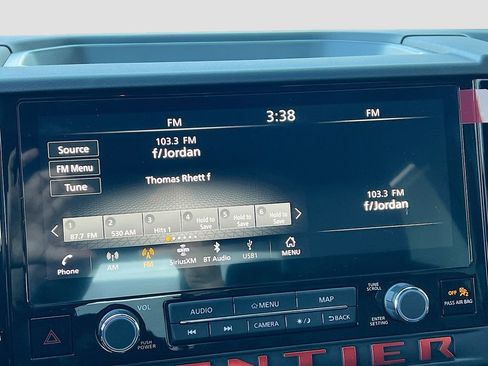 FM 3:38 FM
Source
103.3 FM
f/Jordan
FM Menu
Tune
Thomas Rhett f
103.3 FM
f/Jordan
1 2 3 4 5 6
87.7 FM 530 AM Hits 1 Hold to Save Hold to Save Hold to Save
Phone AM FM SiriusXM BT Audio USB1 MENU
VOL
PUSH POWER
AUDIO MENU MAP
CAMERA BACK
TUNE SCROLL
ENTER SETTING
OFF
PASS AIR BAG
NTIER